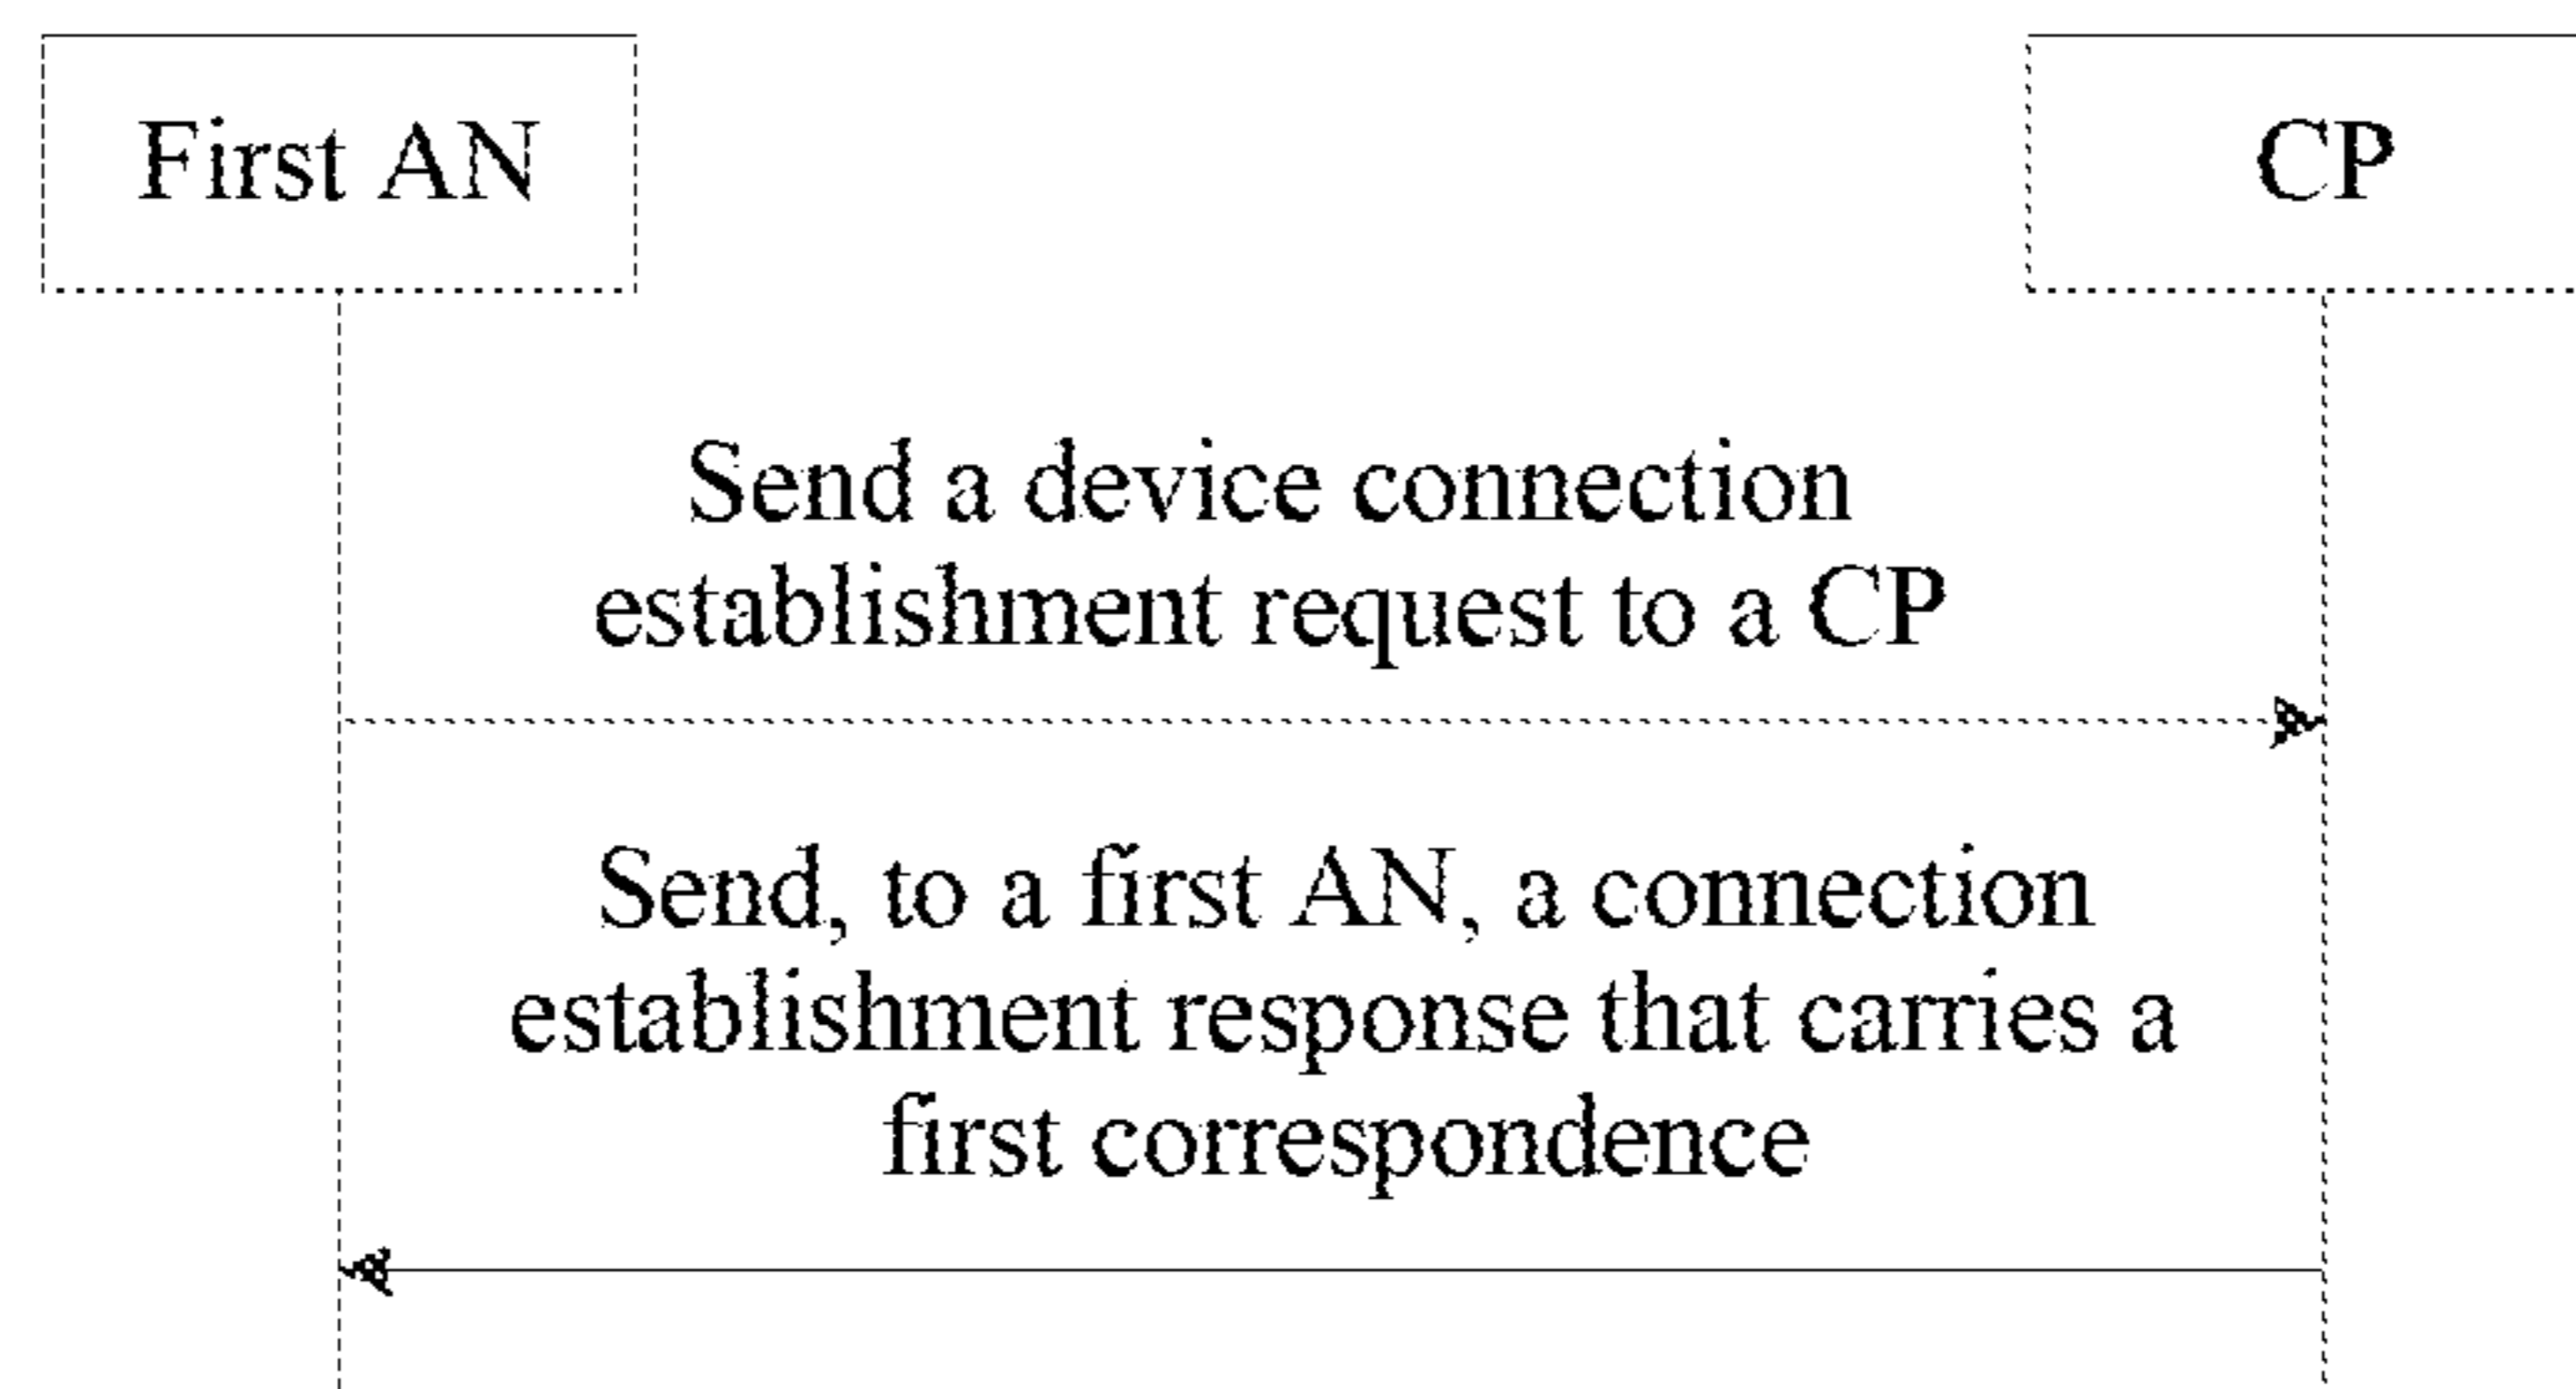 First AN
CP
Send a device connection
establishment request to a CP
Send, to a first AN, a connection
establishment response that carries a
first correspondence